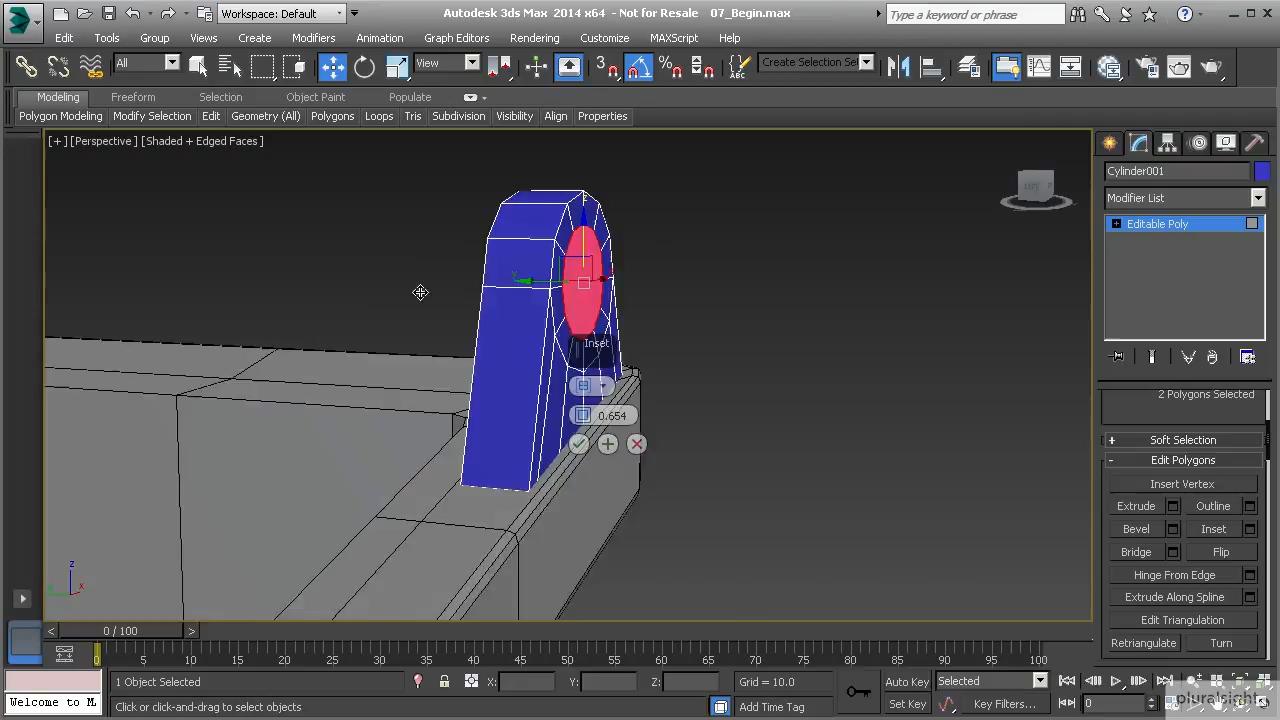 Workspace: Default
Autodesk 3ds Max 2014 x64 - Not for Resale 07_Begin.max
Type a keyword or phrase
Edit Tools Group Views Create Modifiers Animation Graph Editors Rendering Customize MAXScript Help
All View Create Selection Se
Modeling Freeform Selection Object Paint Populate
Polygon Modeling Modify Selection Edit Geometry (All) Polygons Loops Tris Subdivision Visibility Align Properties
[+] [Perspective] [Shaded + Edged Faces]
Cylinder001
Modifier List
Editable Poly
Inset
0.654
2 Polygons Selected
+ Soft Selection
- Edit Polygons
Insert Vertex
Extrude Outline
Bevel Inset
Bridge Flip
Hinge From Edge
Extrude Along Spline
Edit Triangulation
Retriangulate Turn
z
x
< 0 / 100 >
0 5 10 15 20 25 30 35 40 45 50 55 60 65 70 75 80 85 90 95 100
1 Object Selected X: Y: Z: Grid = 10.0 Auto Key Selected
Welcome to M Click or click-and-drag to select objects Add Time Tag Set Key Key Filters... 0
pluralsight